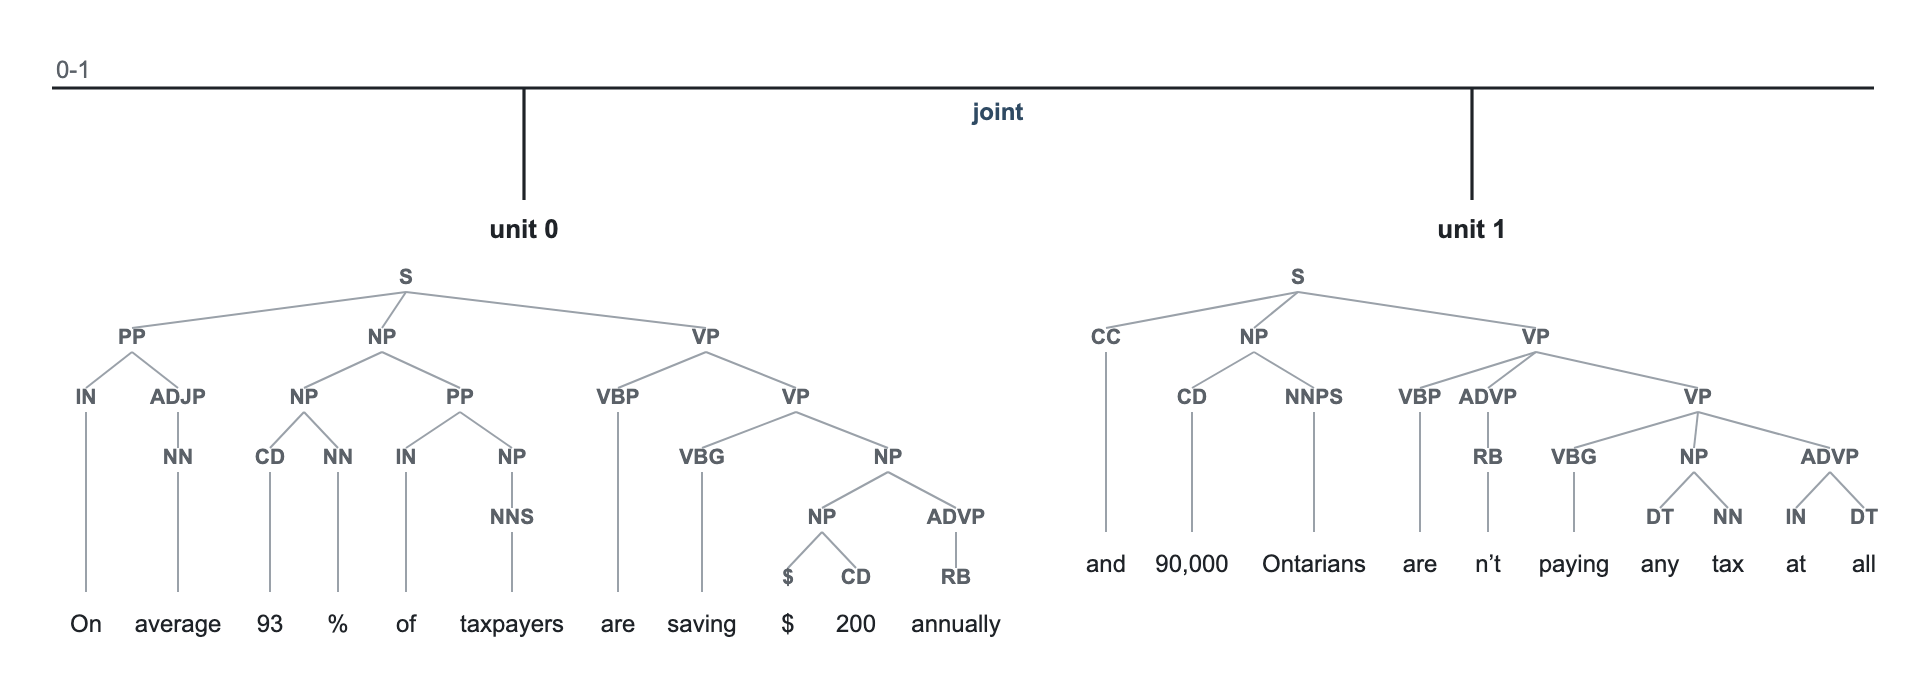 0-1
joint
unit 0 unit 1
S S
PP NP VP CC NP VP
IN ADJP NP PP VBP VP CD NNPS VBP ADVP VP
NN CD NN IN NP VBG NP RB VBG NP ADVP
NNS NP ADVP DT NN IN DT
$ CD RB
and 90,000 Ontarians are n’t paying any tax at all
On average 93 % of taxpayers are saving $ 200 annually